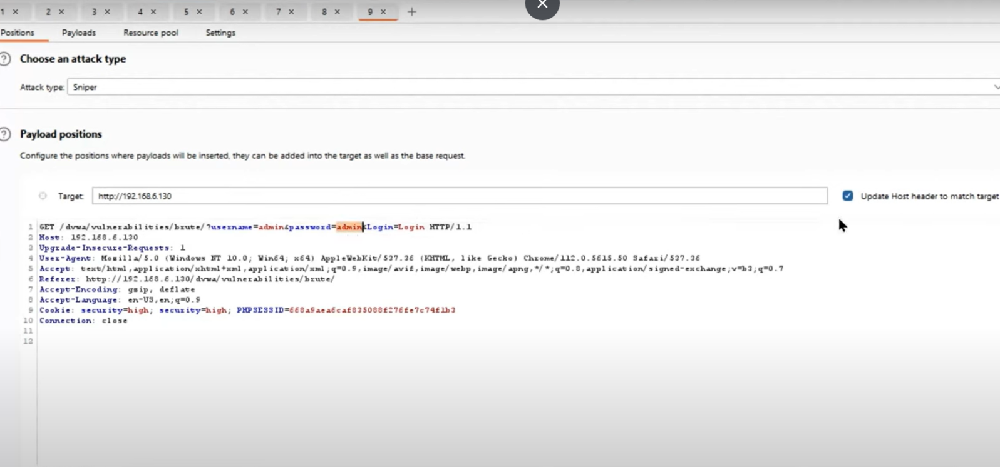 1 × 2 × 3 × 4 × 5 × 6 × 7 × 8 × 9 × +
Positions Payloads Resource pool Settings
? Choose an attack type
Attack type: Sniper
? Payload positions
Configure the positions where payloads will be inserted, they can be added into the target as well as the base request.
Target: http://192.168.6.130 Update Host header to match target
1 GET /dvwa/vulnerabilities/brute/?username=admin&password=admin&Login=Login HTTP/1.1
2 Host: 192.168.6.130
3 Upgrade-Insecure-Requests: 1
4 User-Agent: Mozilla/5.0 (Windows NT 10.0; Win64; x64) AppleWebKit/537.36 (KHTML, like Gecko) Chrome/112.0.5615.50 Safari/537.36
5 Accept: text/html,application/xhtml+xml,application/xml;q=0.9,image/avif,image/webp,image/apng,*/*;q=0.8,application/signed-exchange;v=b3;q=0.7
6 Referer: http://192.168.6.130/dvwa/vulnerabilities/brute/
7 Accept-Encoding: gzip, deflate
8 Accept-Language: en-US,en;q=0.9
9 Cookie: security=high; security=high; PHPSESSID=668a9aea6caf835088f276fe7c74f1b3
10 Connection: close
11
12